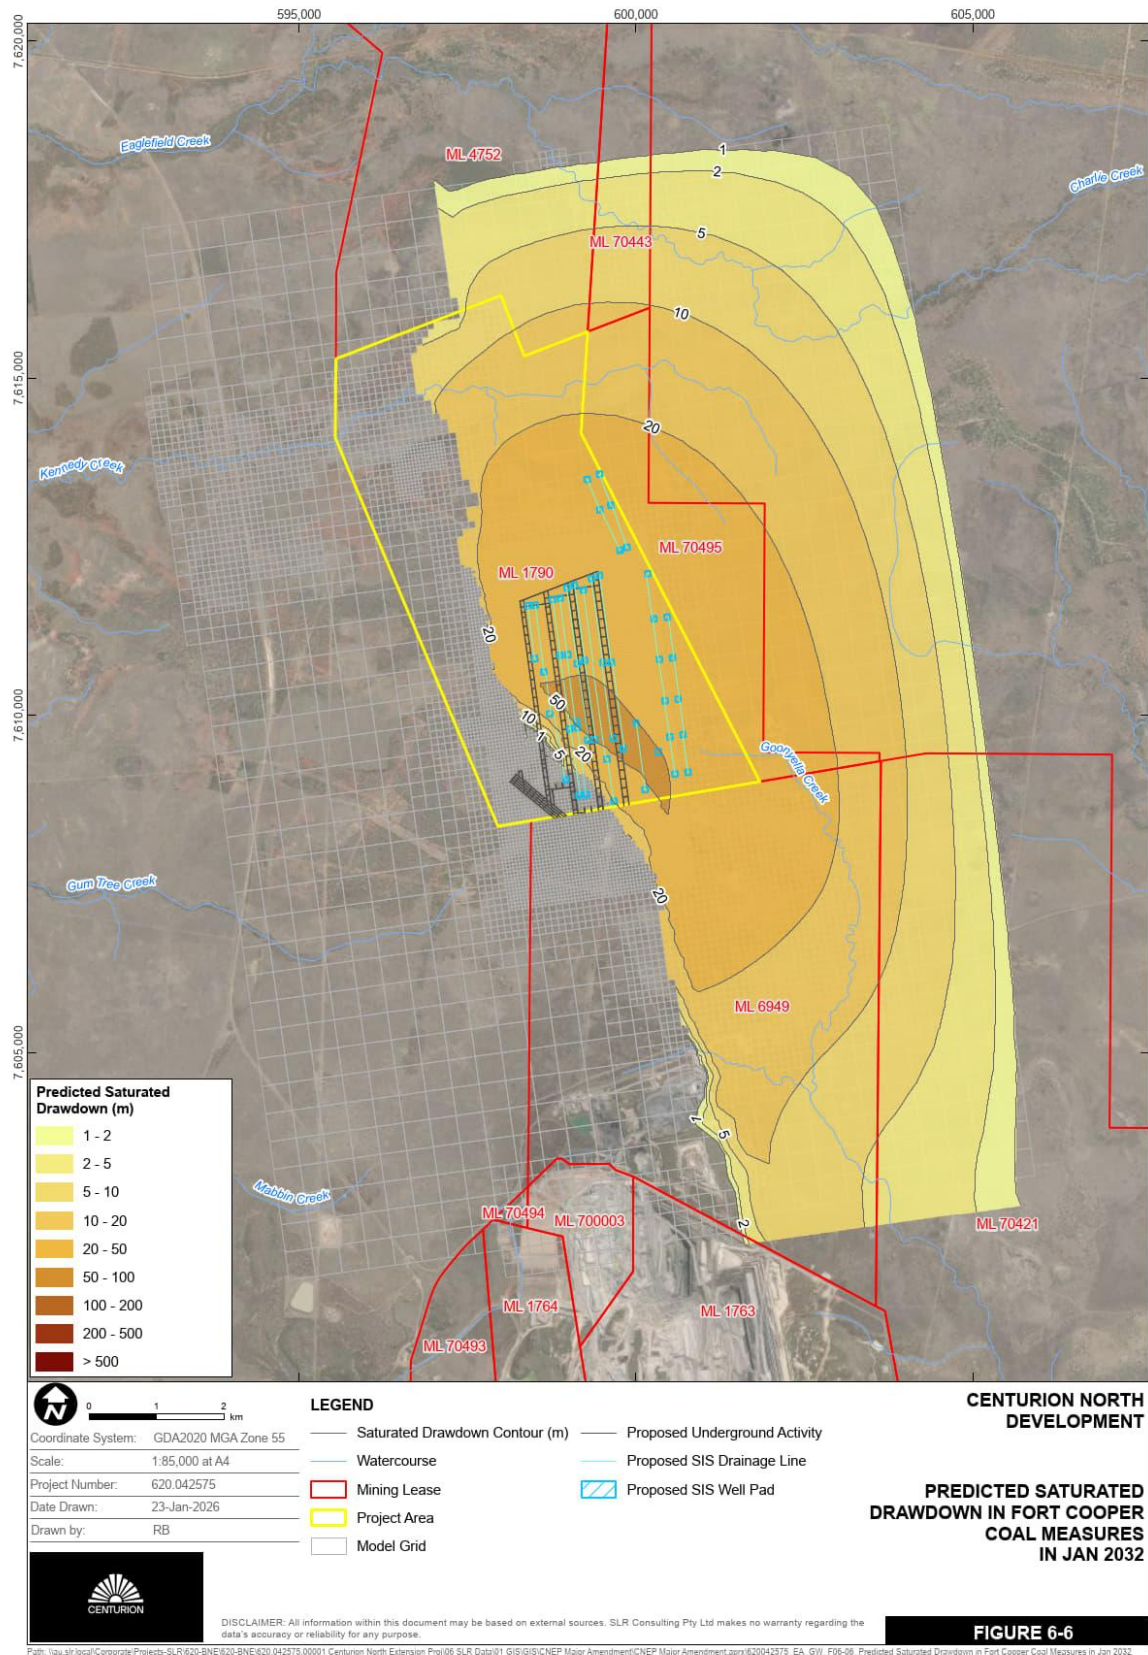 595,000
600,000
605,000
7,620,000
7,615,000
7,610,000
7,605,000
Eaglefield Creek
ML 4752
1
2
Charlie Creek
5
ML 70443
10
20
Kennedy Creek
ML 70495
ML 1790
20
50
10
1
5
20
Goonyella Creek
Gum Tree Creek
20
ML 6949
5
2
Mabbin Creek
ML 70494
ML 700003
ML 70421
ML 1764
ML 1763
ML 70493
Predicted Saturated
Drawdown (m)
1 - 2
2 - 5
5 - 10
10 - 20
20 - 50
50 - 100
100 - 200
200 - 500
> 500
N
0 1 2
km
Coordinate System: GDA2020 MGA Zone 55
Scale: 1:85,000 at A4
Project Number: 620.042575
Date Drawn: 23-Jan-2026
Drawn by: RB
CENTURION
LEGEND
Saturated Drawdown Contour (m)
Watercourse
Mining Lease
Project Area
Model Grid
Proposed Underground Activity
Proposed SIS Drainage Line
Proposed SIS Well Pad
CENTURION NORTH
DEVELOPMENT
PREDICTED SATURATED
DRAWDOWN IN FORT COOPER
COAL MEASURES
IN JAN 2032
DISCLAIMER: All information within this document may be based on external sources. SLR Consulting Pty Ltd makes no warranty regarding the
data's accuracy or reliability for any purpose.
FIGURE 6-6